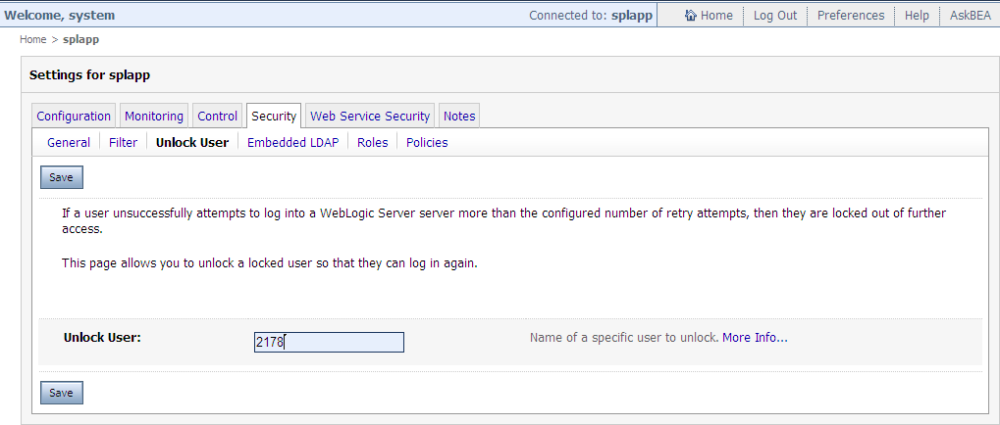 Welcome, system Connected to: splapp Home Log Out Preferences Help AskBEA
Home > splapp
Settings for splapp
Configuration Monitoring Control Security Web Service Security Notes
General Filter Unlock User Embedded LDAP Roles Policies
Save
If a user unsuccessfully attempts to log into a WebLogic Server server more than the configured number of retry attempts, then they are locked out of further
access.
This page allows you to unlock a locked user so that they can log in again.
Unlock User: 2178 Name of a specific user to unlock. More Info...
Save